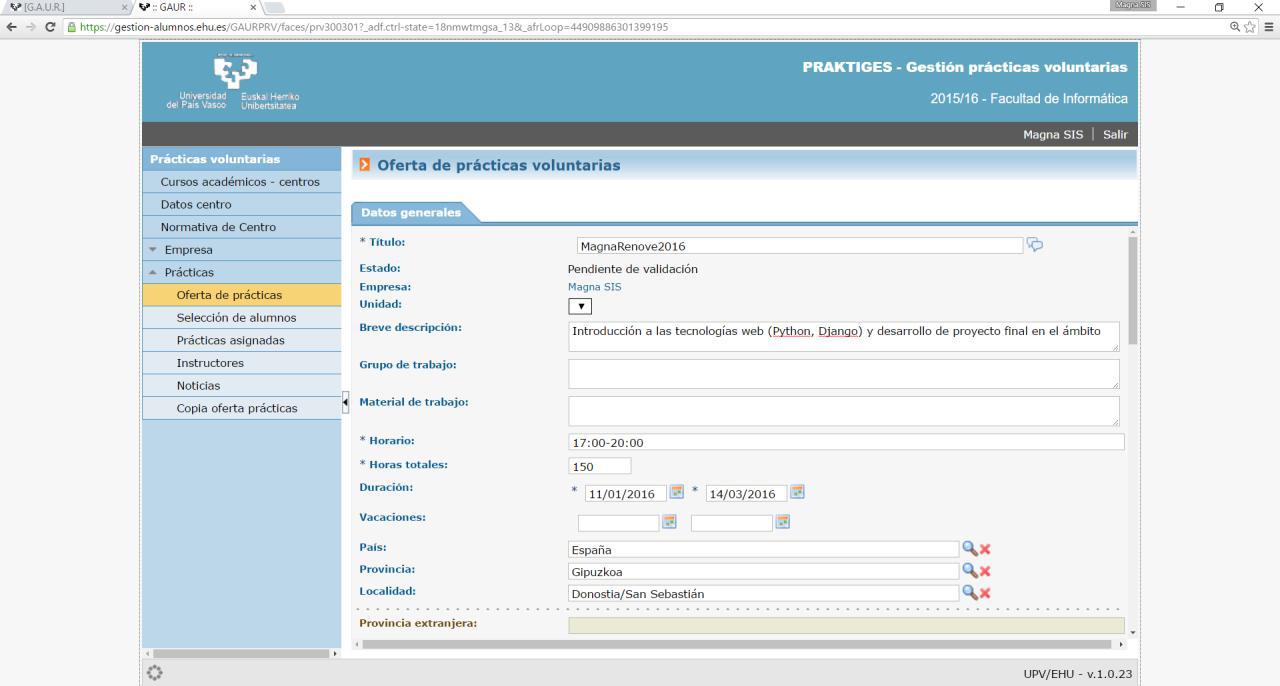 [G.A.U.R.]
:: GAUR ::
Magna SIS
https://gestion-alumnos.ehu.es/GAURPRV/faces/prv300301?_adf.ctrl-state=18nmwtmgsa_13&_afrLoop=44909886301399195
Universidad del País Vasco
Euskal Herriko Unibertsitatea
PRAKTIGES - Gestión prácticas voluntarias
2015/16 - Facultad de Informática
Magna SIS | Salir
Prácticas voluntarias
Cursos académicos - centros
Datos centro
Normativa de Centro
Empresa
Prácticas
Oferta de prácticas
Selección de alumnos
Prácticas asignadas
Instructores
Noticias
Copia oferta prácticas
Oferta de prácticas voluntarias
Datos generales
* Título: MagnaRenove2016
Estado: Pendiente de validación
Empresa: Magna SIS
Unidad:
Breve descripción: Introducción a las tecnologías web (Python, Django) y desarrollo de proyecto final en el ámbito
Grupo de trabajo:
Material de trabajo:
* Horario: 17:00-20:00
* Horas totales: 150
Duración: * 11/01/2016 * 14/03/2016
Vacaciones:
País: España
Provincia: Gipuzkoa
Localidad: Donostia/San Sebastián
Provincia extranjera:
UPV/EHU - v.1.0.23